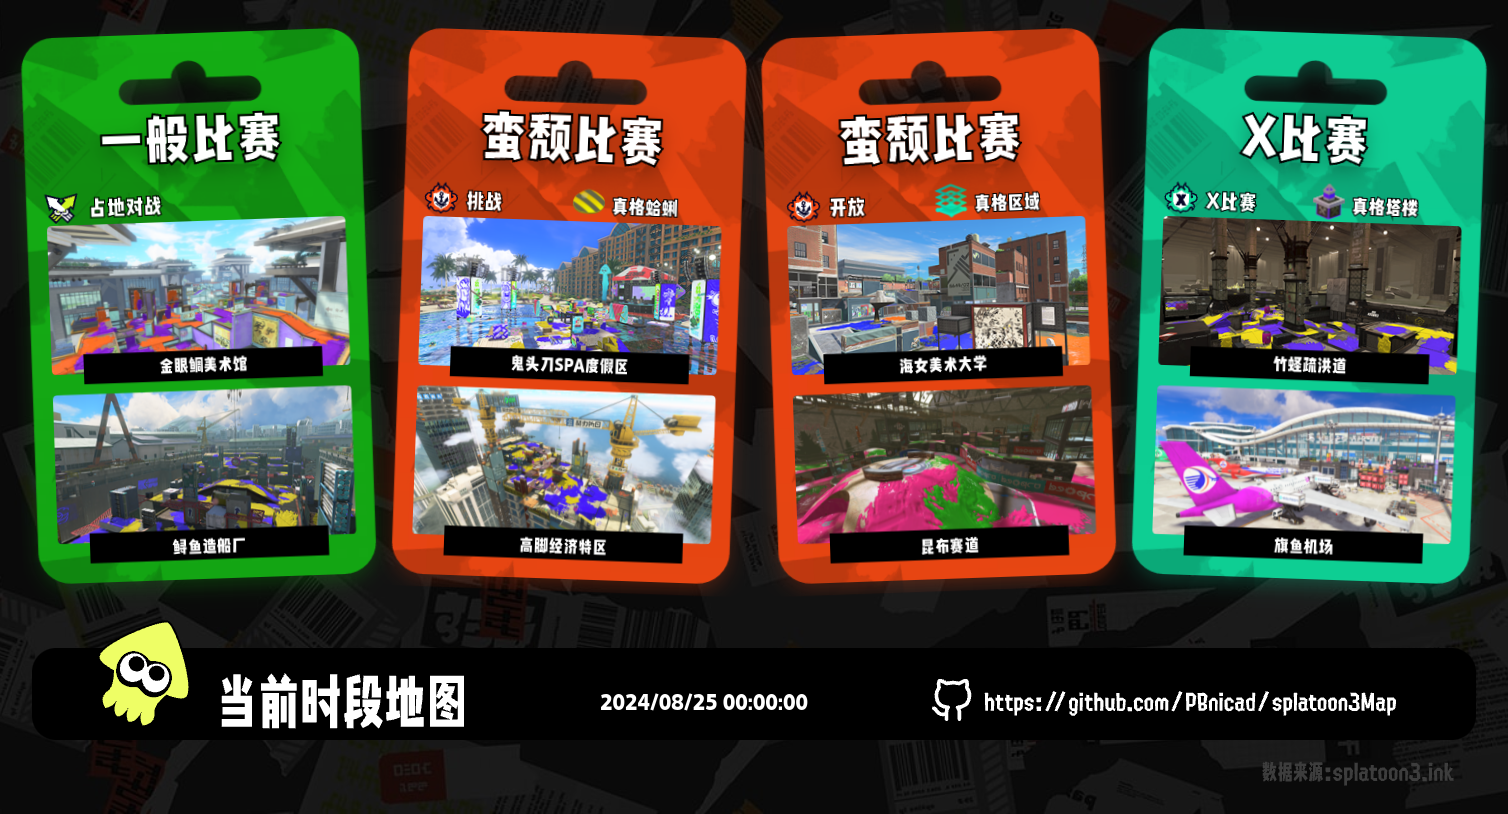 一般比赛
占地对战
金眼鲷美术馆
鲟鱼造船厂
蛮颓比赛
挑战
真格蛤蜊
鬼头刀SPA度假区
高脚经济特区
蛮颓比赛
开放
真格区域
海女美术大学
昆布赛道
X比赛
X比赛
真格塔楼
竹蛏疏洪道
旗鱼机场
当前时段地图
2024/08/25 00:00:00
https://github.com/PBnicad/splatoon3Map
数据来源:splatoon3.ink